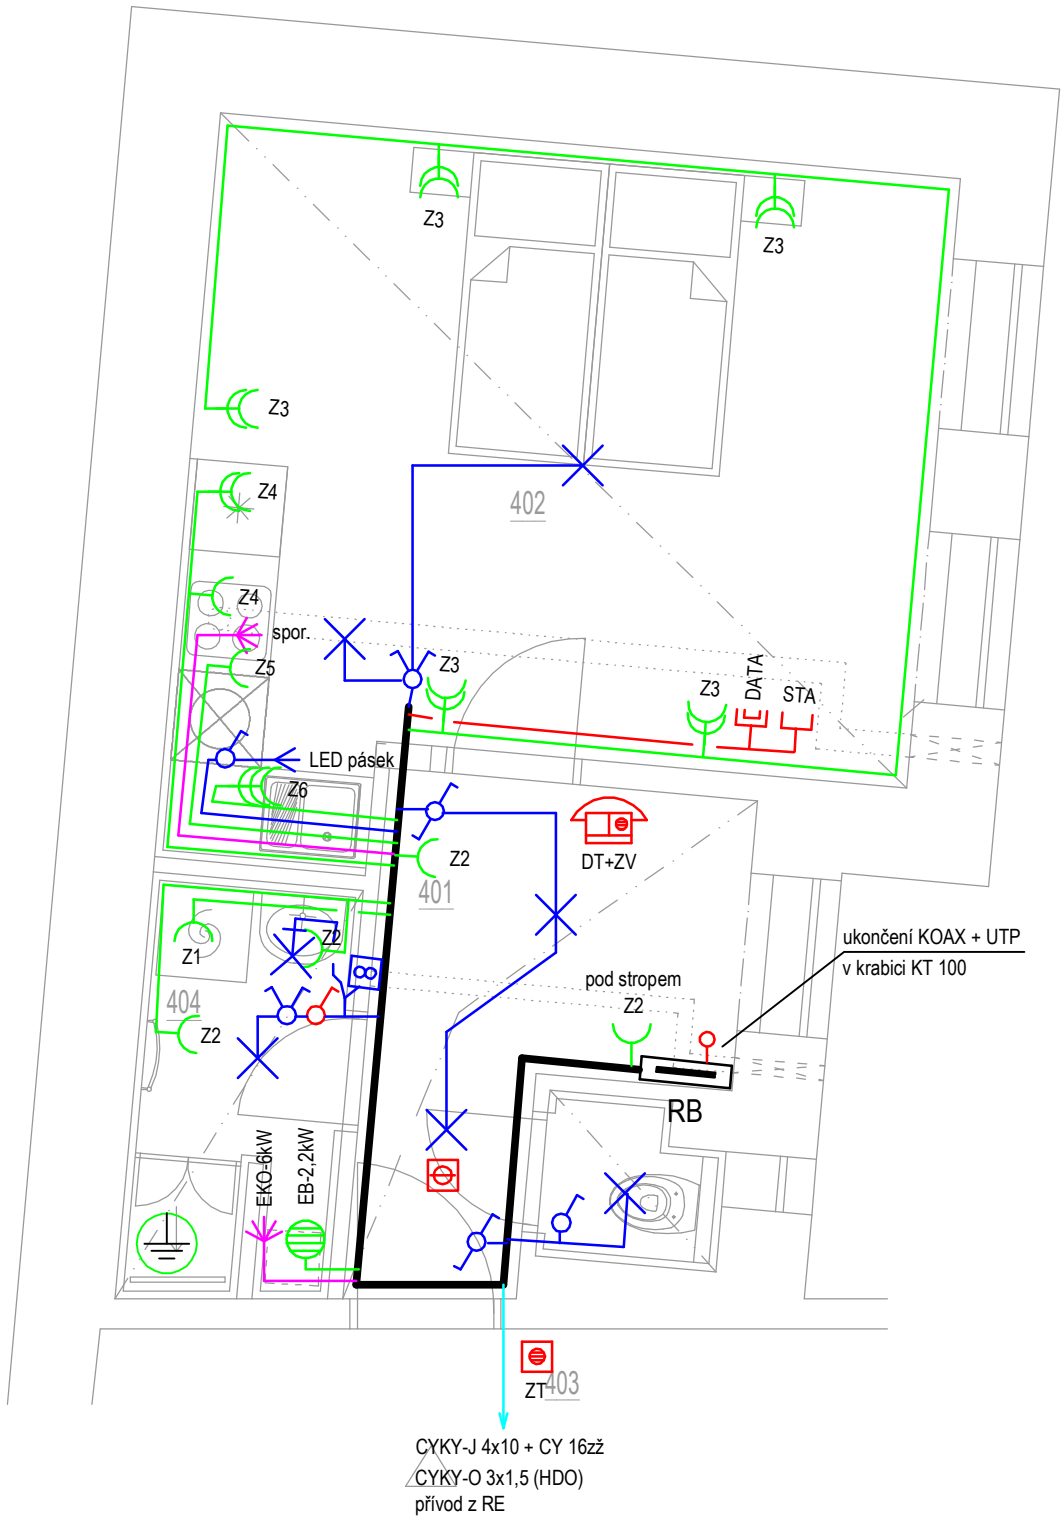 Z3
Z3
Z3
Z4
402
Z4
spor.
Z5
Z3
Z3
DATA
STA
LED pásek
Z6
DT+ZV
Z2
401
ukončení KOAX + UTP
v krabici KT 100
Z1
Z2
pod stropem
Z2
404
Z2
RB
EKO-6kW
EB-2,2kW
ZT
403
CYKY-J 4x10 + CY 16zž
CYKY-O 3x1,5 (HDO)
přívod z RE